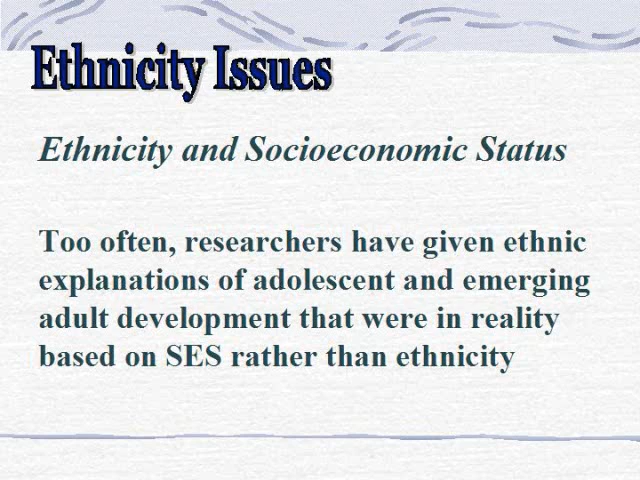 Ethnicity Issues
Ethnicity and Socioeconomic Status
Too often, researchers have given ethnic
explanations of adolescent and emerging
adult development that were in reality
based on SES rather than ethnicity